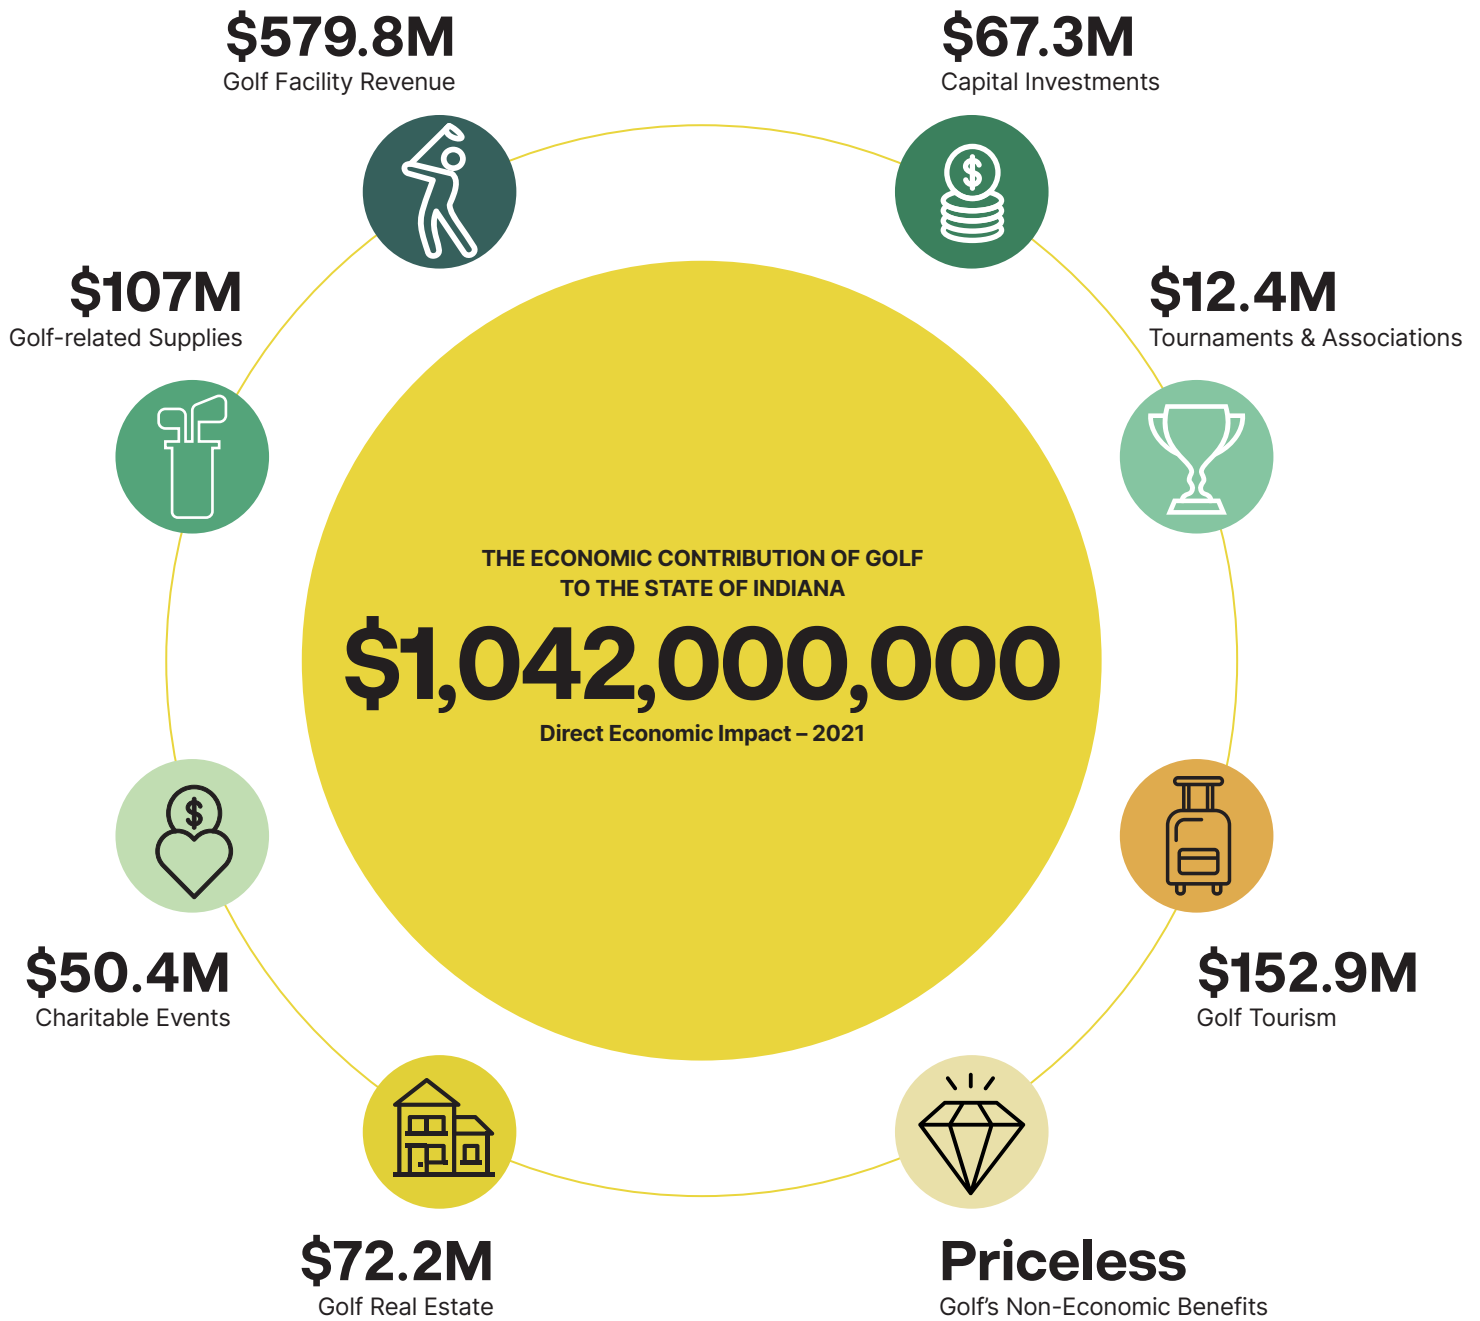 $579.8M
Golf Facility Revenue
$67.3M
Capital Investments
$107M
Golf-related Supplies
$12.4M
Tournaments & Associations
$
THE ECONOMIC CONTRIBUTION OF GOLF
TO THE STATE OF INDIANA
$1,042,000,000
Direct Economic Impact – 2021
$
$50.4M
Charitable Events
$152.9M
Golf Tourism
$72.2M
Golf Real Estate
Priceless
Golf’s Non-Economic Benefits